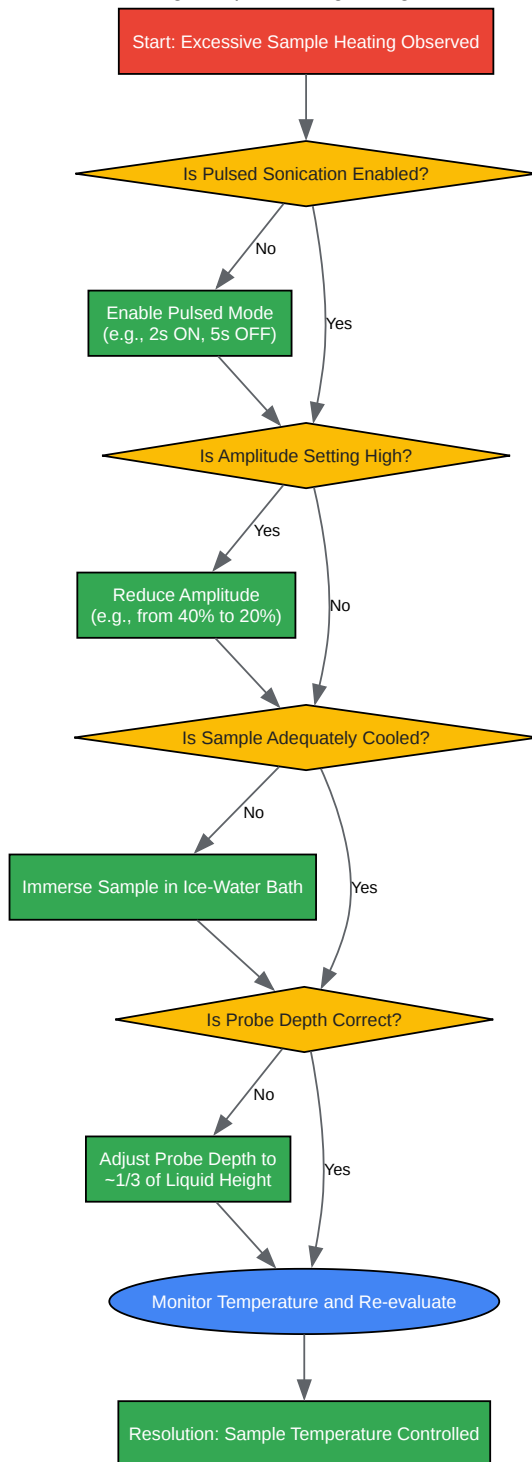 Start: Excessive Sample Heating Observed
Is Pulsed Sonication Enabled?
No
Enable Pulsed Mode
(e.g., 2s ON, 5s OFF)
Yes
Is Amplitude Setting High?
Yes
Reduce Amplitude
(e.g., from 40% to 20%)
No
Is Sample Adequately Cooled?
No
Immerse Sample in Ice-Water Bath
Yes
Is Probe Depth Correct?
No
Adjust Probe Depth to
~1/3 of Liquid Height
Yes
Monitor Temperature and Re-evaluate
Resolution: Sample Temperature Controlled